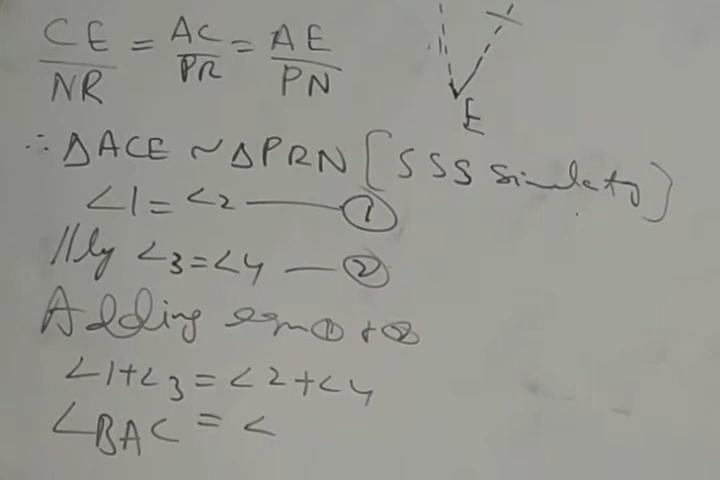 CE/NR = AC/PR = AE/PN
E
∴ ΔACE ~ ΔPRN [SSS Similaty]
∠1 = ∠2 — ①
||ly ∠3 = ∠4 — ②
Adding eqn ① + ②
∠1 + ∠3 = ∠2 + ∠4
∠BAC = ∠